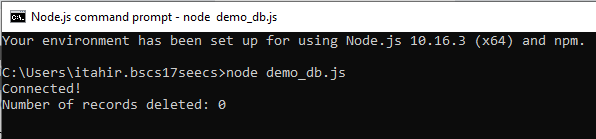 Node.js command prompt - node demo_db.js
Your environment has been set up for using Node.js 10.16.3 (x64) and npm.
C:\Users\itahir.bscs17seecs>node demo_db.js
Connected!
Number of records deleted: 0